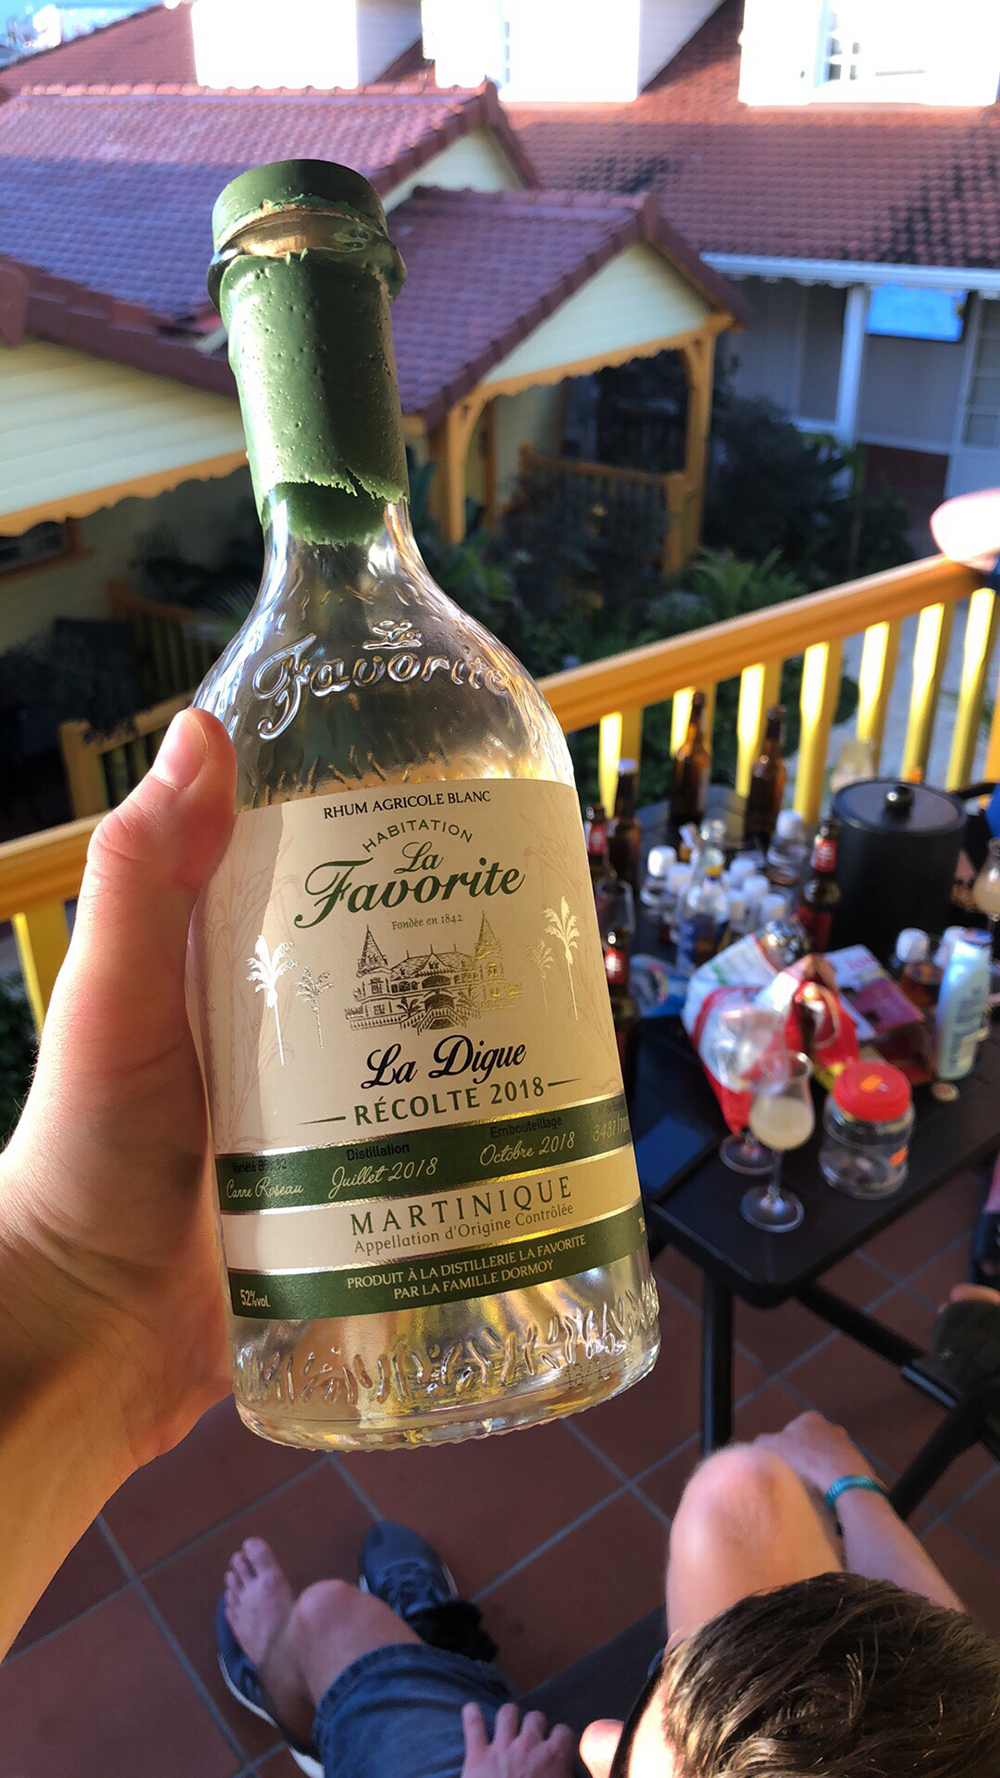 La
Favorite
RHUM AGRICOLE BLANC
HABITATION
La
Favorite
Fondée en 1842
La Digue
RÉCOLTE 2018
Distillation
Embouteillage
Canne Roseau
Juillet 2018
Octobre 2018
MARTINIQUE
Appellation d'Origine Contrôlée
PRODUIT À LA DISTILLERIE LA FAVORITE
PAR LA FAMILLE DORMOY
52%vol.